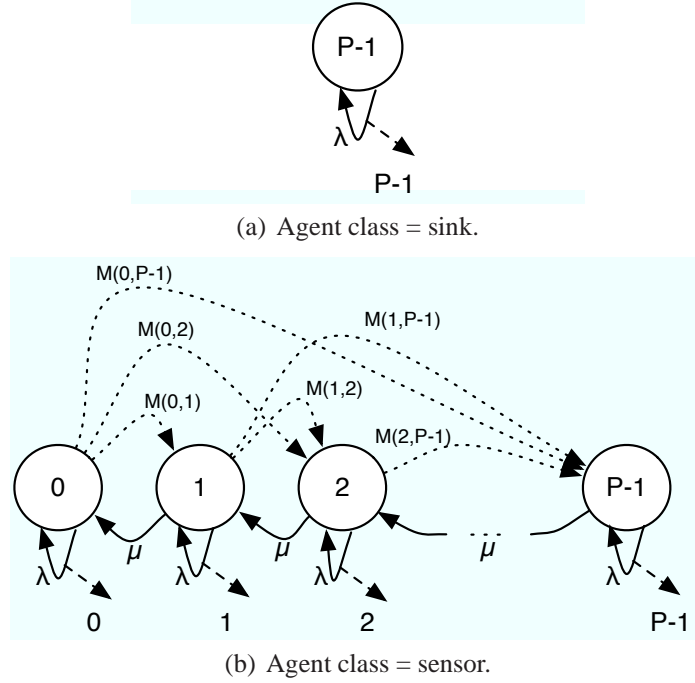 P-1
λ
P-1
(a) Agent class = sink.
M(0,P-1)
M(0,2)
M(1,P-1)
M(0,1)
M(1,2)
M(2,P-1)
0 1 2 P-1
μ μ μ
λ λ λ λ
0 1 2 P-1
(b) Agent class = sensor.